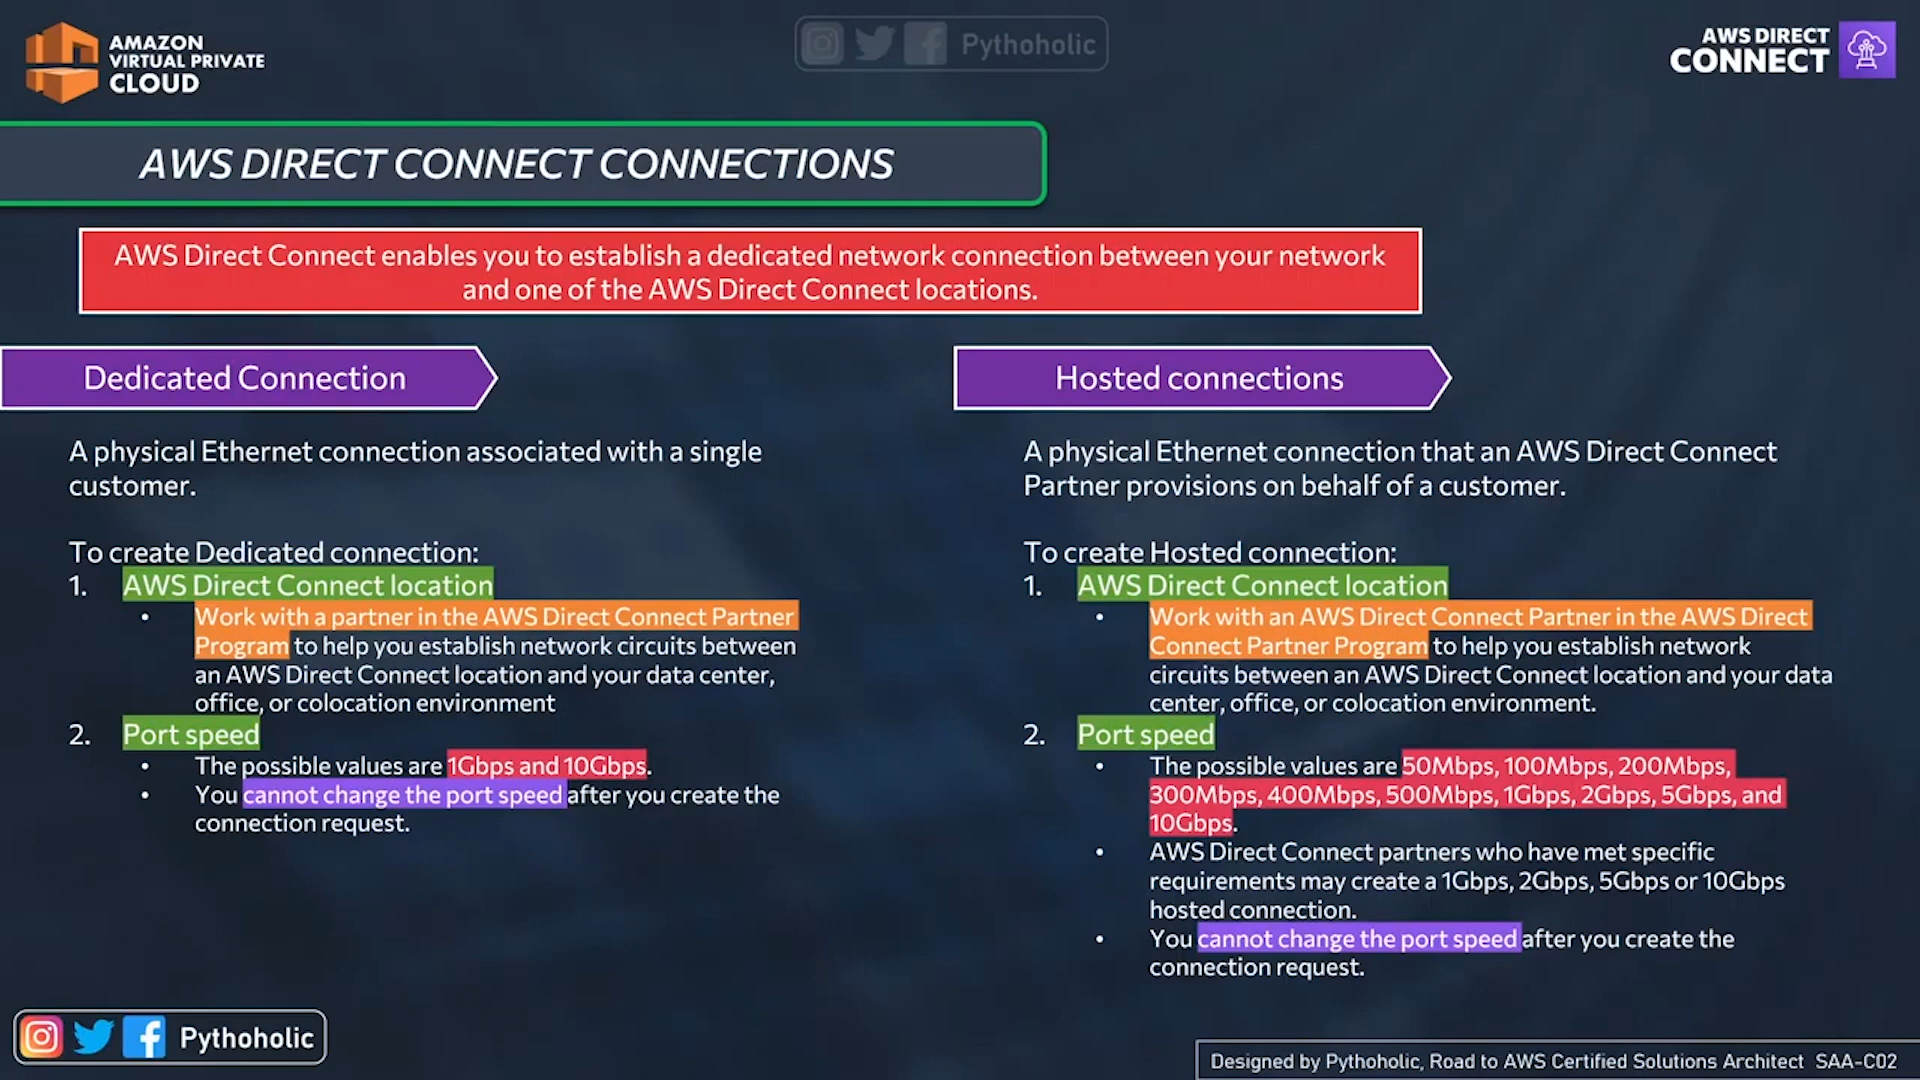 AMAZON
VIRTUAL PRIVATE
CLOUD
Pythoholic
AWS DIRECT
CONNECT
AWS DIRECT CONNECT CONNECTIONS
AWS Direct Connect enables you to establish a dedicated network connection between your network
and one of the AWS Direct Connect locations.
Dedicated Connection
A physical Ethernet connection associated with a single
customer.
To create Dedicated connection:
1. AWS Direct Connect location
• Work with a partner in the AWS Direct Connect Partner
Program to help you establish network circuits between
an AWS Direct Connect location and your data center,
office, or colocation environment
2. Port speed
• The possible values are 1Gbps and 10Gbps.
• You cannot change the port speed after you create the
connection request.
Hosted connections
A physical Ethernet connection that an AWS Direct Connect
Partner provisions on behalf of a customer.
To create Hosted connection:
1. AWS Direct Connect location
• Work with an AWS Direct Connect Partner in the AWS Direct
Connect Partner Program to help you establish network
circuits between an AWS Direct Connect location and your data
center, office, or colocation environment.
2. Port speed
• The possible values are 50Mbps, 100Mbps, 200Mbps,
300Mbps, 400Mbps, 500Mbps, 1Gbps, 2Gbps, 5Gbps, and
10Gbps.
• AWS Direct Connect partners who have met specific
requirements may create a 1Gbps, 2Gbps, 5Gbps or 10Gbps
hosted connection.
• You cannot change the port speed after you create the
connection request.
Pythoholic
Designed by Pythoholic, Road to AWS Certified Solutions Architect SAA-C02